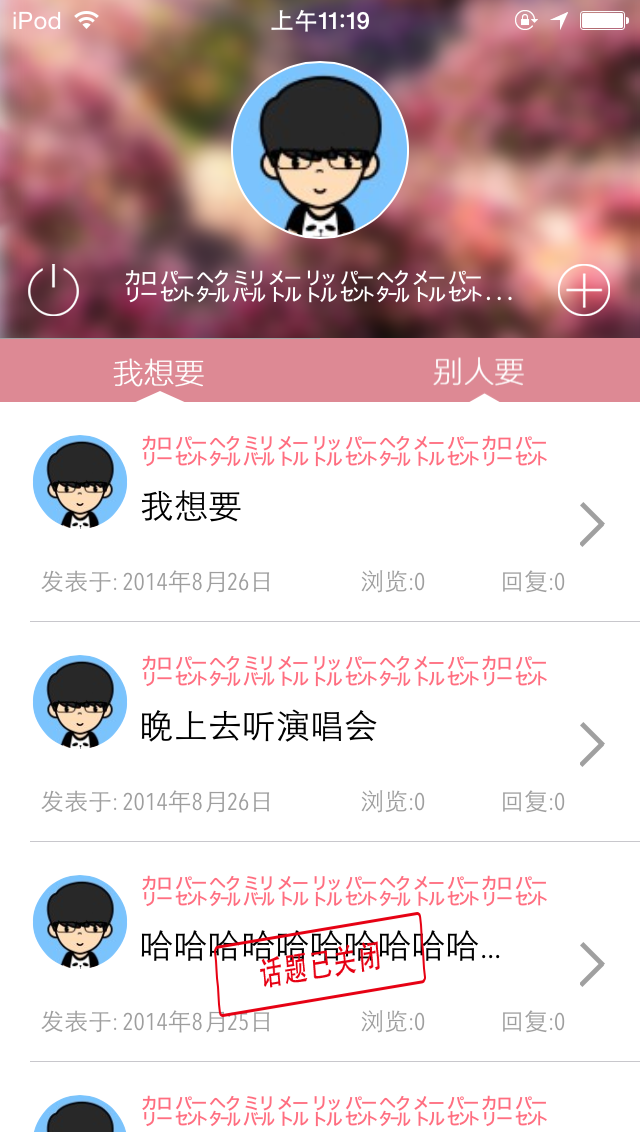 iPod 上午11:19
㌍㌫㌶㍊㍍㍑㌫㌶㍍㌫...
我想要 别人要
㌍㌫㌶㍊㍍㍑㌫㌶㍍㌫㌍㌫
我想要
发表于: 2014年8月26日 浏览:0 回复:0
㌍㌫㌶㍊㍍㍑㌫㌶㍍㌫㌍㌫
晚上去听演唱会
发表于: 2014年8月26日 浏览:0 回复:0
㌍㌫㌶㍊㍍㍑㌫㌶㍍㌫㌍㌫
哈哈哈哈哈哈哈哈哈哈...
话题已关闭
发表于: 2014年8月25日 浏览:0 回复:0
㌍㌫㌶㍊㍍㍑㌫㌶㍍㌫㌍㌫